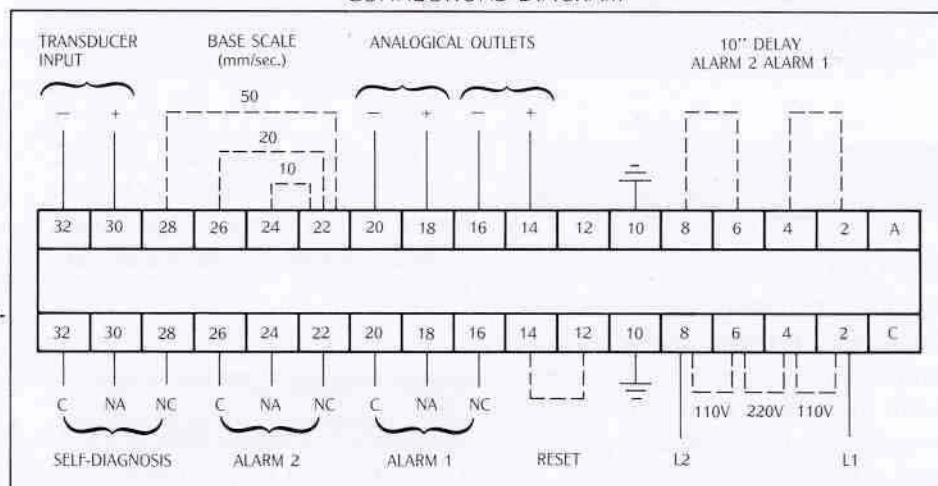 TRANSDUCER INPUT
BASE SCALE (mm/sec.)
ANALOGICAL OUTLETS
10'' DELAY
ALARM 2 ALARM 1
50
20
10
— + — + — +
32 30 28 26 24 22 20 18 16 14 12 10 8 6 4 2 A
32 30 28 26 24 22 20 18 16 14 12 10 8 6 4 2 C
C NA NC C NA NC C NA NC
110V 220V 110V
SELF-DIAGNOSIS ALARM 2 ALARM 1 RESET L2 L1